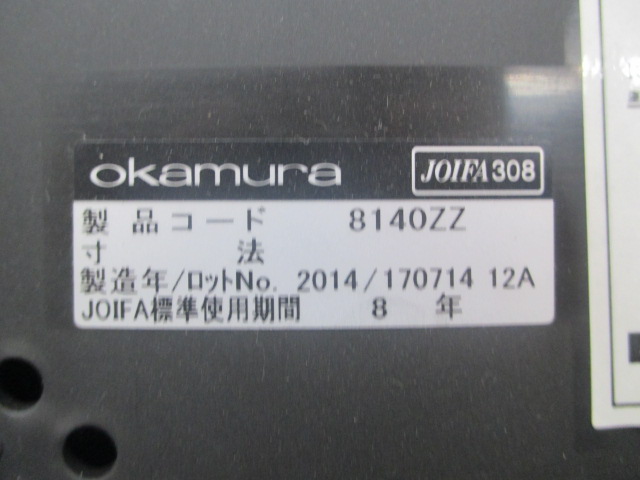 okamura JOIFA308
製品コード 8140ZZ
寸法
製造年/ロットNo. 2014/170714 12A
JOIFA標準使用期間 8 年